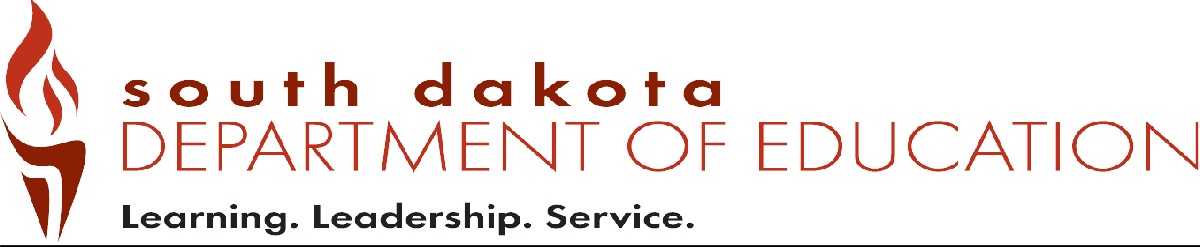 south dakota
DEPARTMENT OF EDUCATION
Learning. Leadership. Service.